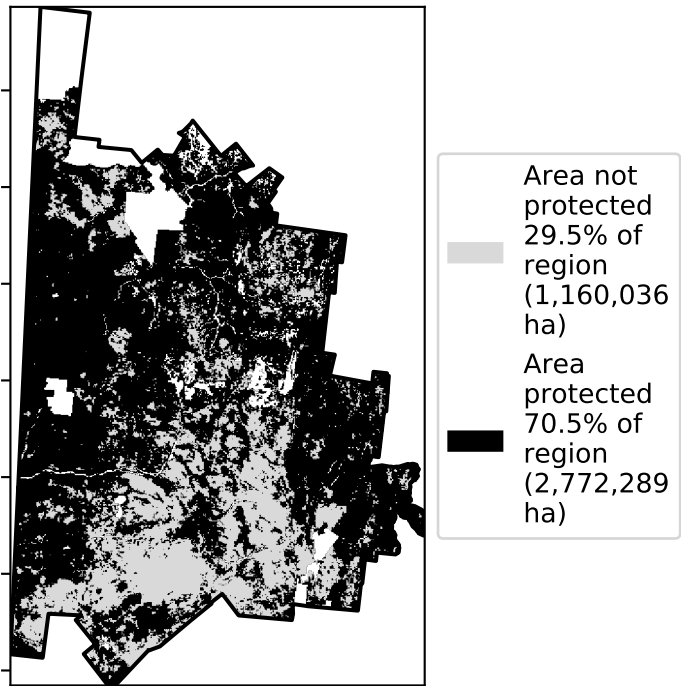 Area not
protected
29.5% of
region
(1,160,036
ha)
Area
protected
70.5% of
region
(2,772,289
ha)